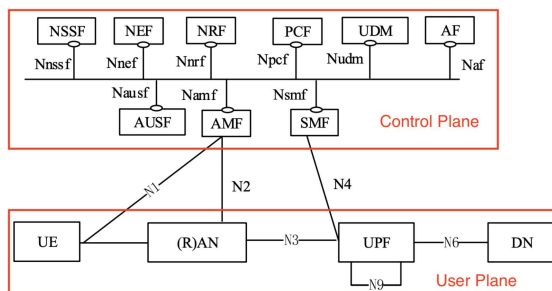 NSSF NEF NRF PCF UDM AF
Nnssf Nnef Nnrf Npcf Nudm Naf
Nausf Namf Nsmf
AUSF AMF SMF
Control Plane
N1 N2 N4
UE (R)AN N3 UPF N6 DN
N9
User Plane